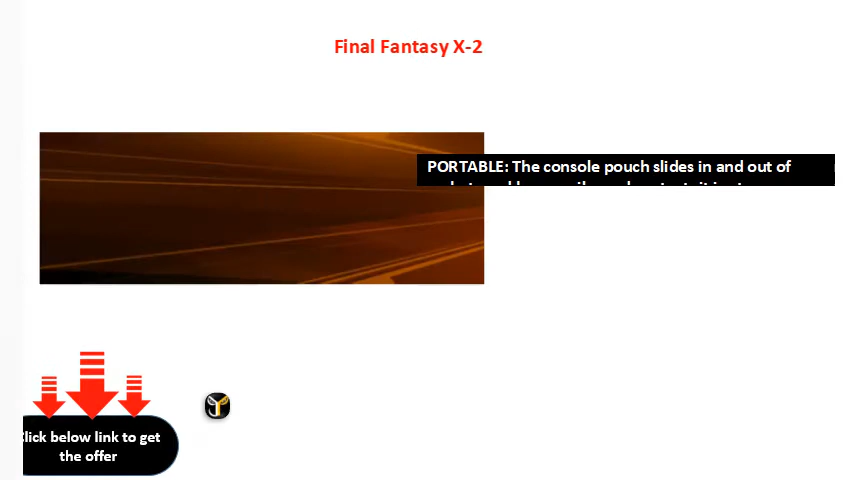 Final Fantasy X-2
PORTABLE: The console pouch slides in and out of
lick below link to get
the offer